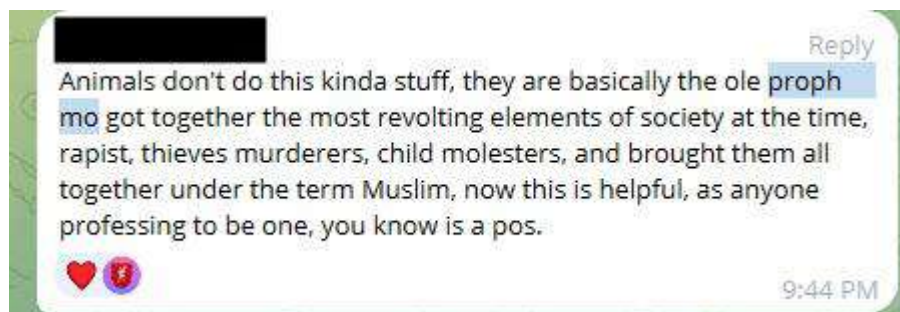 Reply
Animals don't do this kinda stuff, they are basically the ole proph
mo got together the most revolting elements of society at the time,
rapist, thieves murderers, child molesters, and brought them all
together under the term Muslim, now this is helpful, as anyone
professing to be one, you know is a pos.
9:44 PM